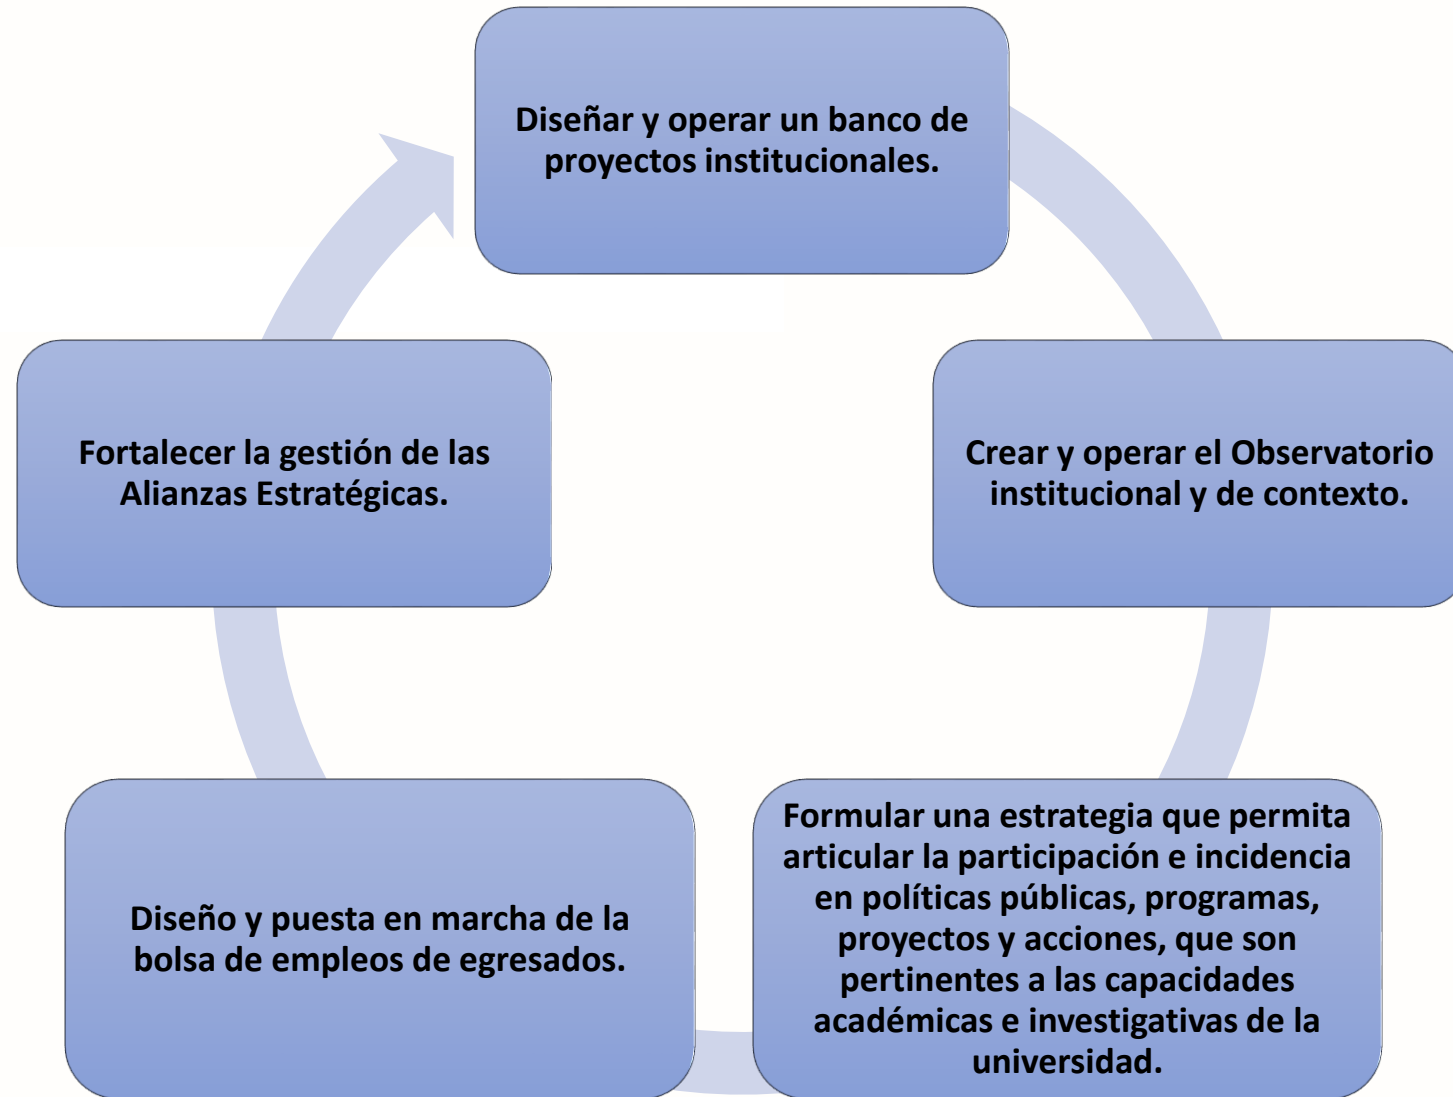 Diseñar y operar un banco de
proyectos institucionales.
Crear y operar el Observatorio
institucional y de contexto.
Formular una estrategia que permita
articular la participación e incidencia
en políticas públicas, programas,
proyectos y acciones, que son
pertinentes a las capacidades
académicas e investigativas de la
universidad.
Diseño y puesta en marcha de la
bolsa de empleos de egresados.
Fortalecer la gestión de las
Alianzas Estratégicas.